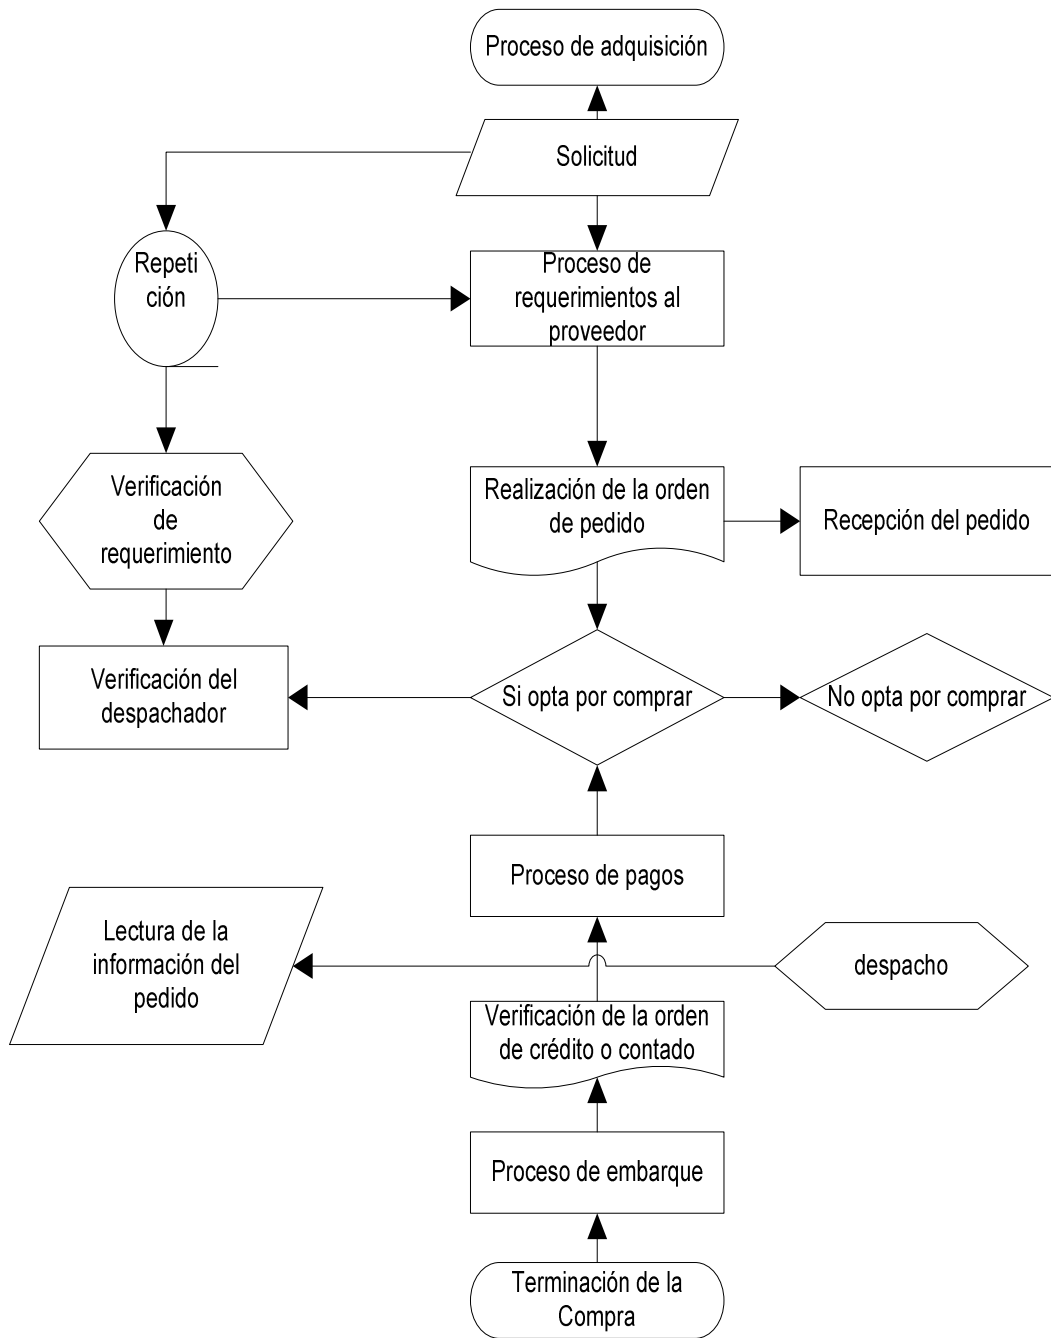 Proceso de adquisición
Solicitud
Repeti
ción
Proceso de
requerimientos al
proveedor
Verificación
de
requerimiento
Realización de la orden
de pedido
Recepción del pedido
Verificación del
despachador
Si opta por comprar
No opta por comprar
Proceso de pagos
Lectura de la
información del
pedido
despacho
Verificación de la orden
de crédito o contado
Proceso de embarque
Terminación de la
Compra